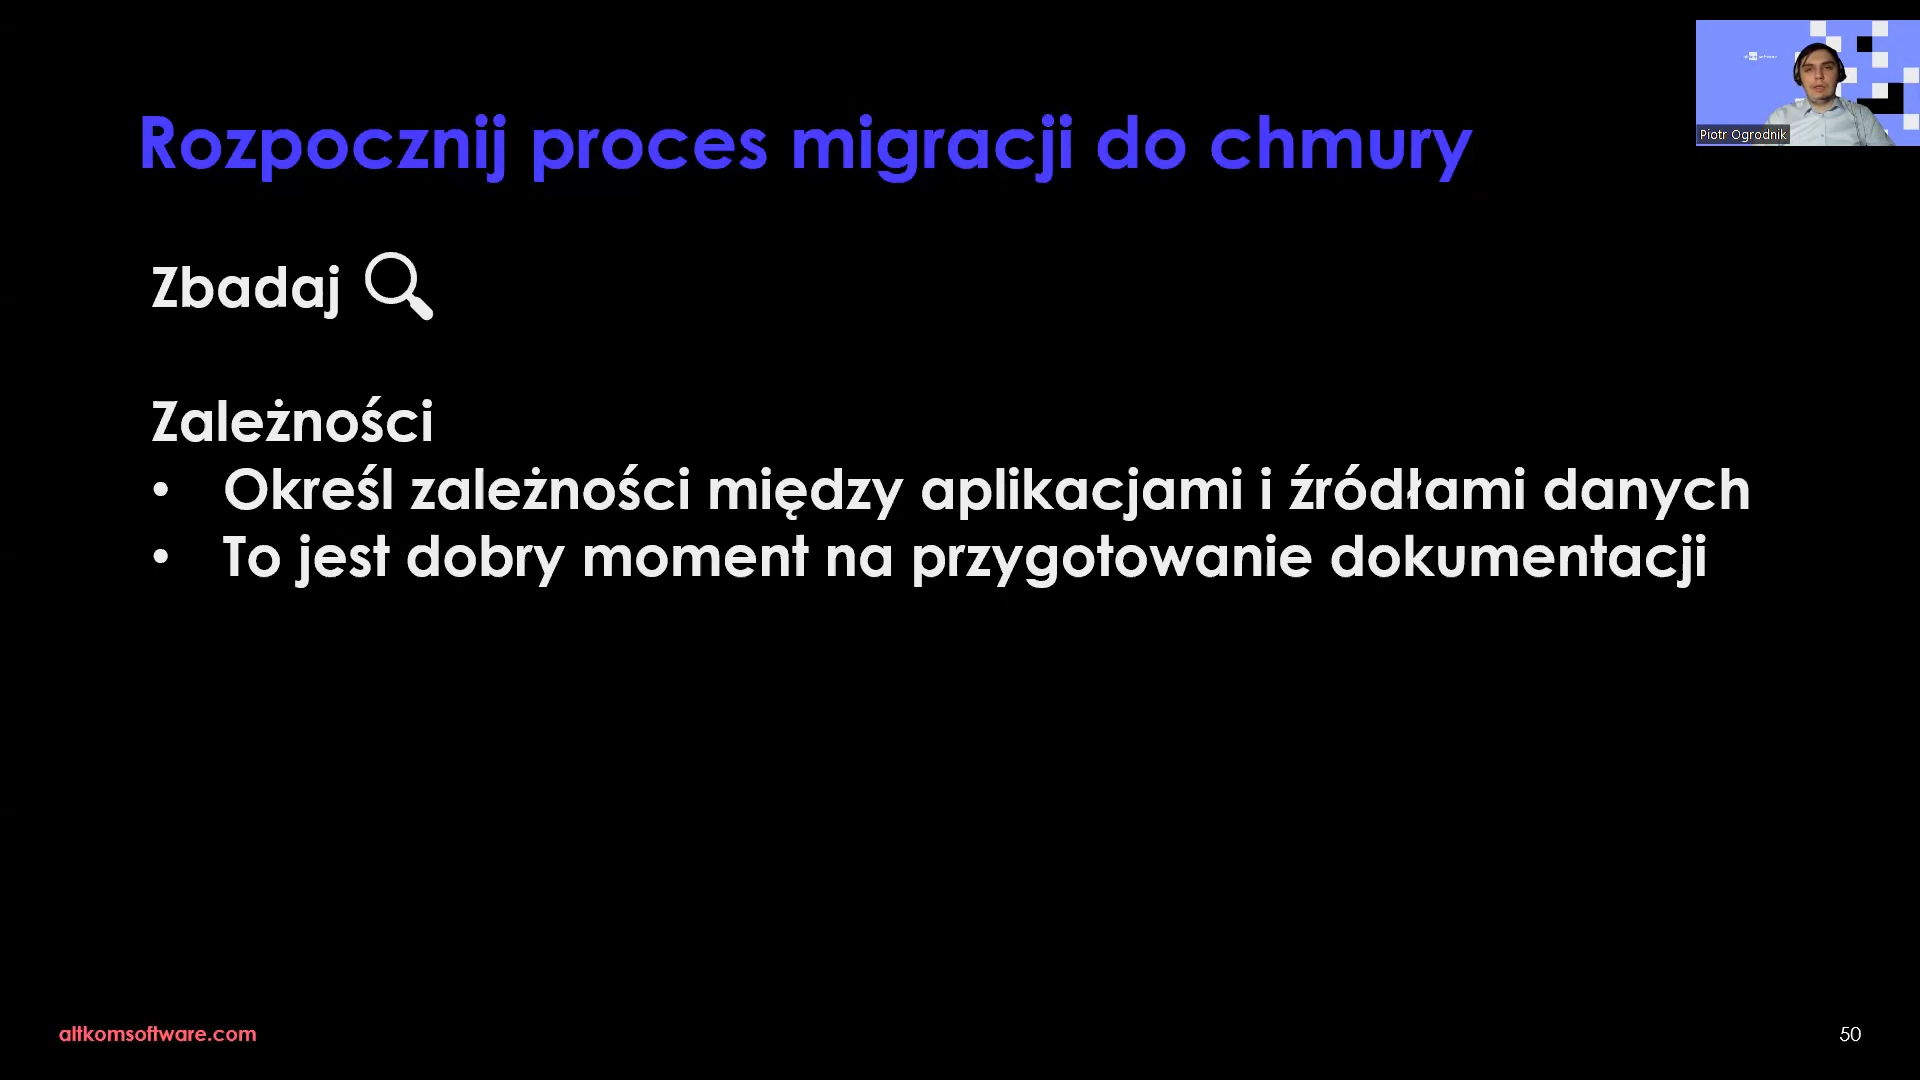 Rozpocznij proces migracji do chmury
Piotr Ogrodnik
Zbadaj
Zależności
• Określ zależności między aplikacjami i źródłami danych
• To jest dobry moment na przygotowanie dokumentacji
altkomsoftware.com
50